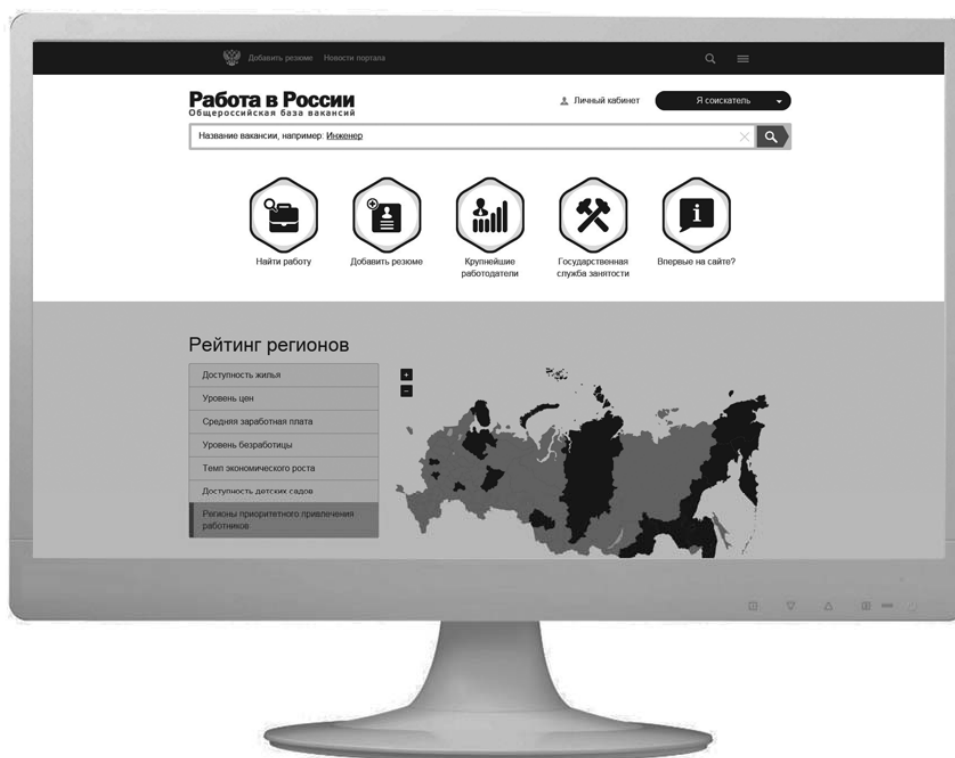 Добавить резюме Новости портала
Работа в России
Общероссийская база вакансий
Личный кабинет Я соискатель
Название вакансии, например: Инженер
Найти работу
Добавить резюме
Крупнейшие
работодатели
Государственная
служба занятости
Впервые на сайте?
Рейтинг регионов
Доступность жилья
Уровень цен
Средняя заработная плата
Уровень безработицы
Темп экономического роста
Доступность детских садов
Регионы приоритетного привлечения
работников